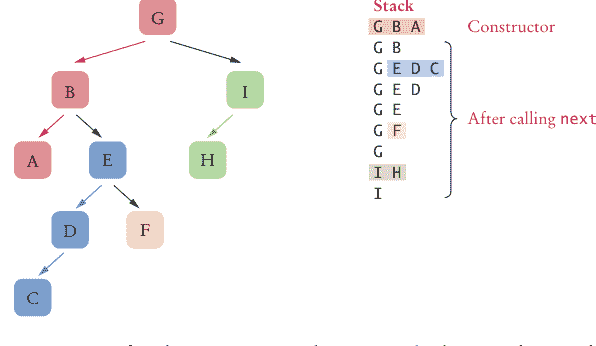 G
B
I
A
E
H
D
F
C
Stack
G B A
Constructor
G B
G E D C
G E D
G E
After calling next
G F
G
I H
I